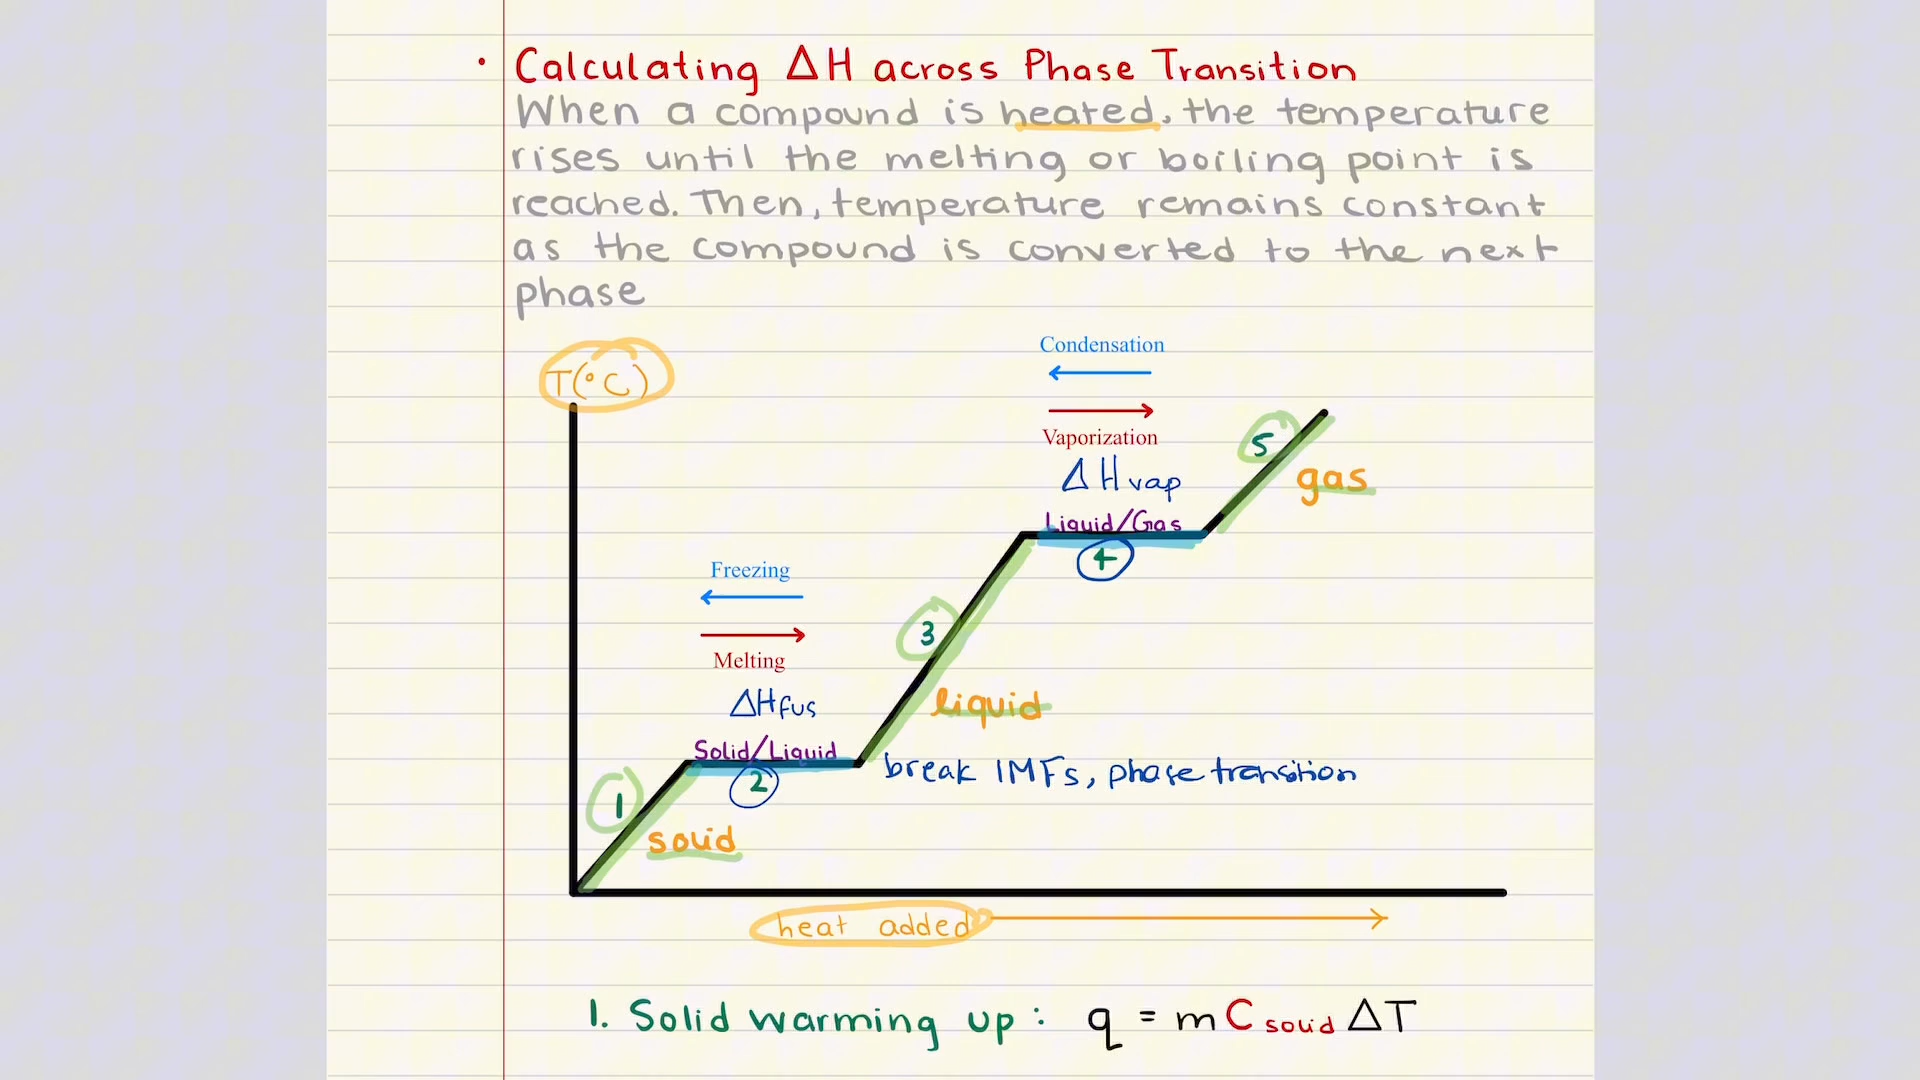 • Calculating ΔH across Phase Transition
When a compound is heated, the temperature
rises until the melting or boiling point is
reached. Then, temperature remains constant
as the compound is converted to the next
phase
Condensation
T(°C)
Vaporization
5
ΔHvap
gas
Liquid/Gas
4
Freezing
3
Melting
ΔHfus
liquid
Solid/Liquid
break IMFs, phase transition
2
1
solid
heat added
1. Solid warming up: q = mCsolid ΔT